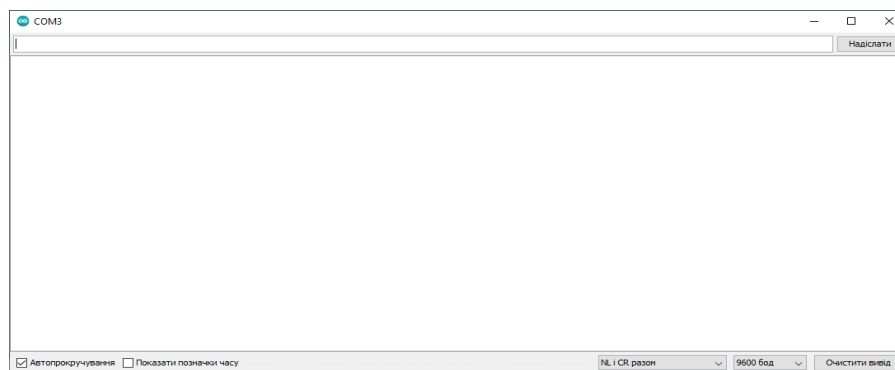 COM3
Надіслати
Автопрокручування Показати позначки часу NL і CR разом 9600 бод Очистити вивід